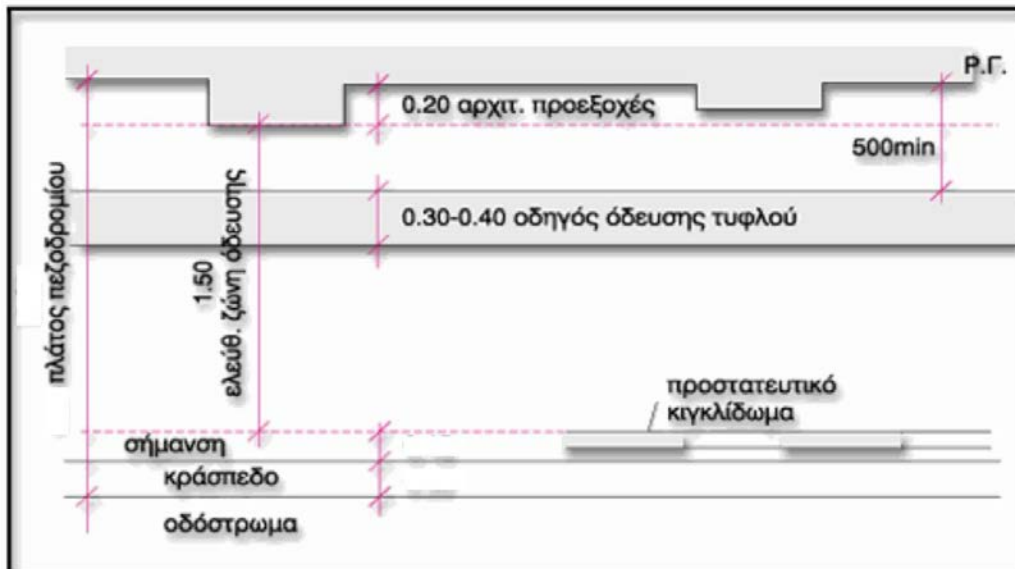 Ρ.Γ.
0.20 αρχιτ. προεξοχές
500min
0.30-0.40 οδηγός όδευσης τυφλού
πλάτος πεζοδρομίου
1.50
ελεύθ. ζώνη όδευσης
προστατευτικό
κιγκλίδωμα
σήμανση
κράσπεδο
οδόστρωμα